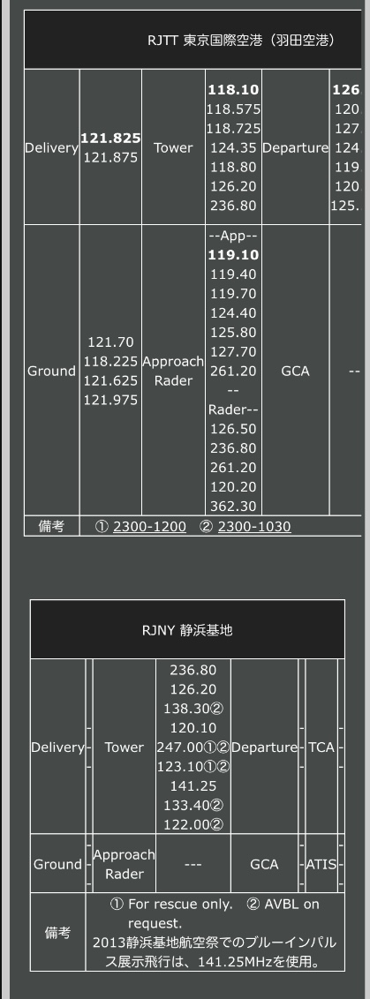 RJTT 東京国際空港（羽田空港）
Delivery
121.825
121.875
Tower
118.10
118.575
118.725
124.35
118.80
126.20
236.80
Departure
126
120
127
124
119
120
125.
Ground
121.70
118.225
121.625
121.975
Approach
Rader
--App--
119.10
119.40
119.70
124.40
125.80
127.70
261.20
--
Rader--
126.50
236.80
261.20
120.20
362.30
GCA
--
備考
① 2300-1200 ② 2300-1030
RJNY 静浜基地
Delivery
-
-
-
Tower
236.80
126.20
138.30②
120.10
247.00①②
123.10①②
141.25
133.40②
122.00②
Departure
-
-
-
TCA
-
-
-
Ground
-
-
-
Approach
Rader
---
GCA
-
-
-
ATIS
-
-
-
備考
① For rescue only. ② AVBL on
request.
2013静浜基地航空祭でのブルーインパル
ス展示飛行は、141.25MHzを使用。